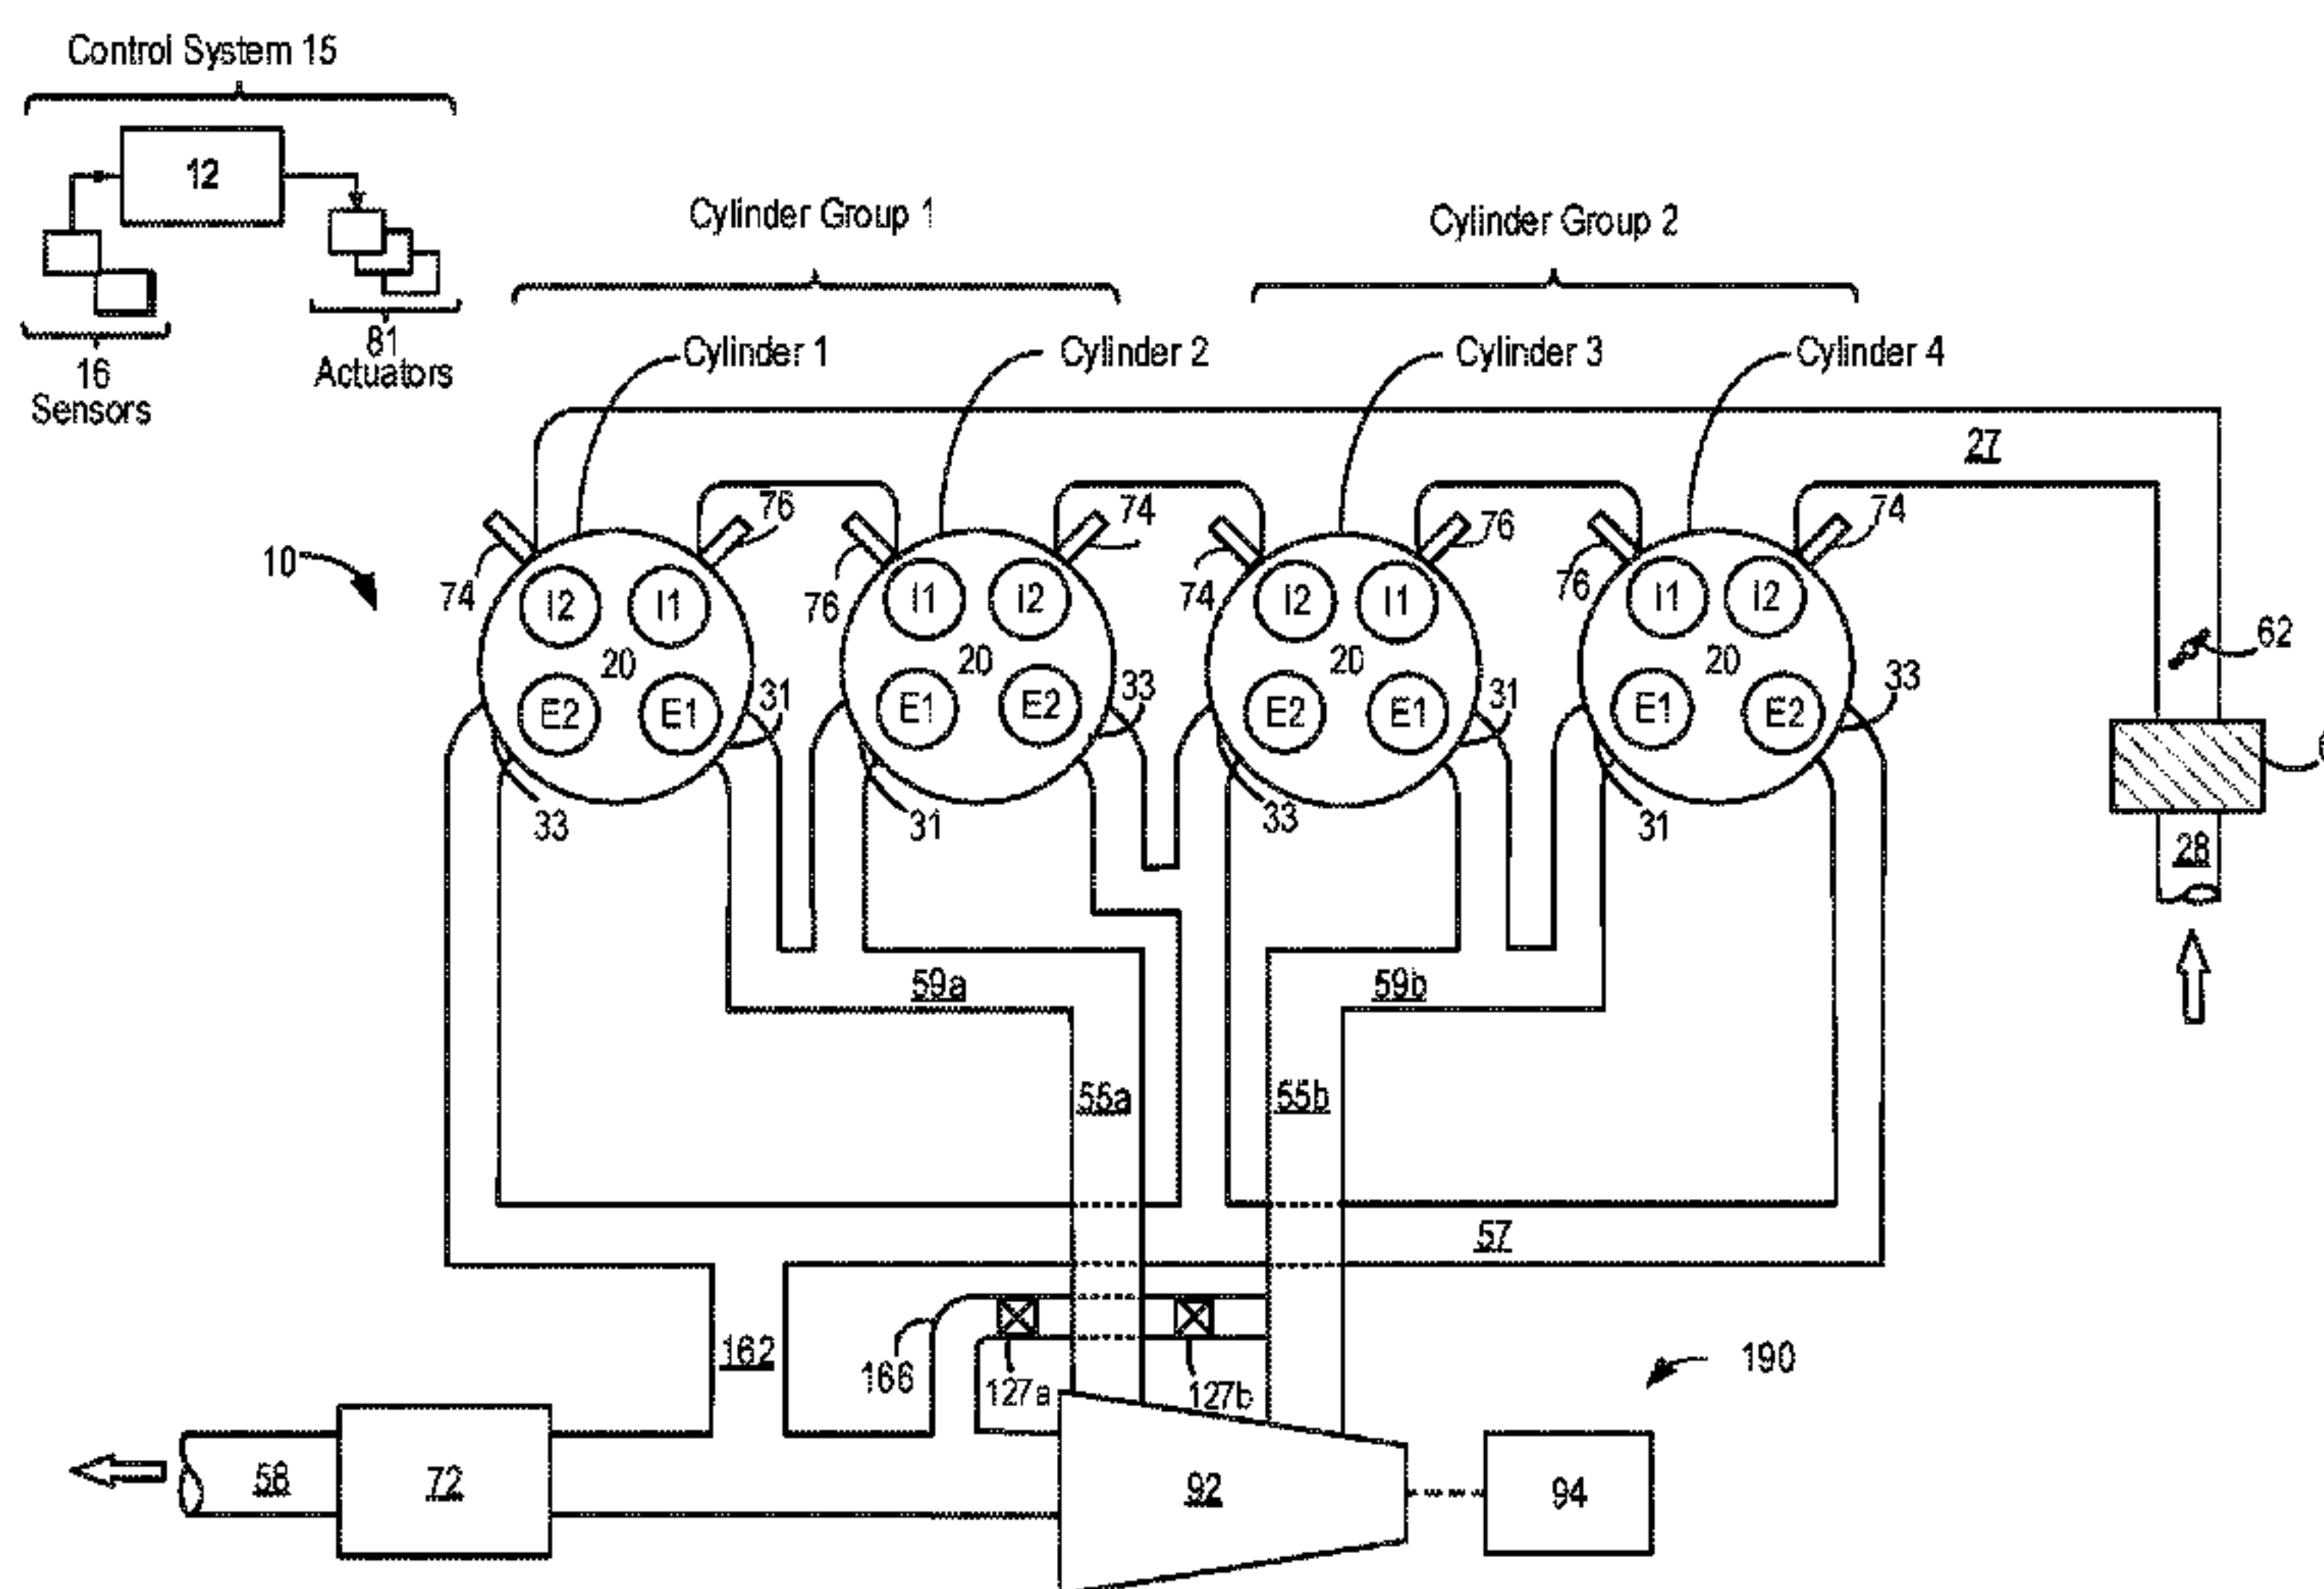 Control System 15
12
81
Actuators
16
Sensors
Cylinder Group 1
Cylinder Group 2
Cylinder 1
Cylinder 2
Cylinder 3
Cylinder 4
27
10
74
76
76
74
74
76
76
74
62
I2
I1
I1
I2
I2
I1
I1
I2
20
20
20
20
E2
E1
E1
E2
E2
E1
E1
E2
31
33
31
33
33
31
33
31
28
59a
59b
55a
55b
57
162
166
127a
127b
190
58
72
92
94